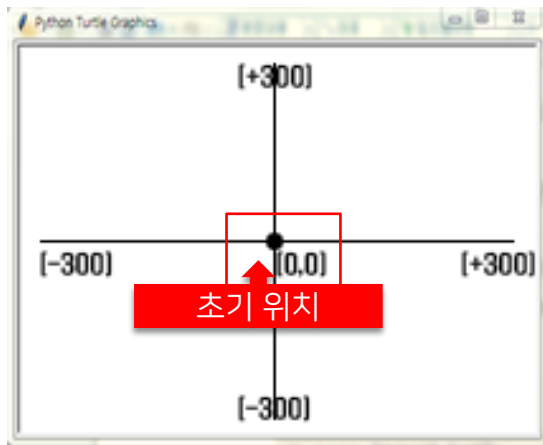 Python Turtle Graphics
[+300]
[-300]
[0,0]
[+300]
초기 위치
[-300]